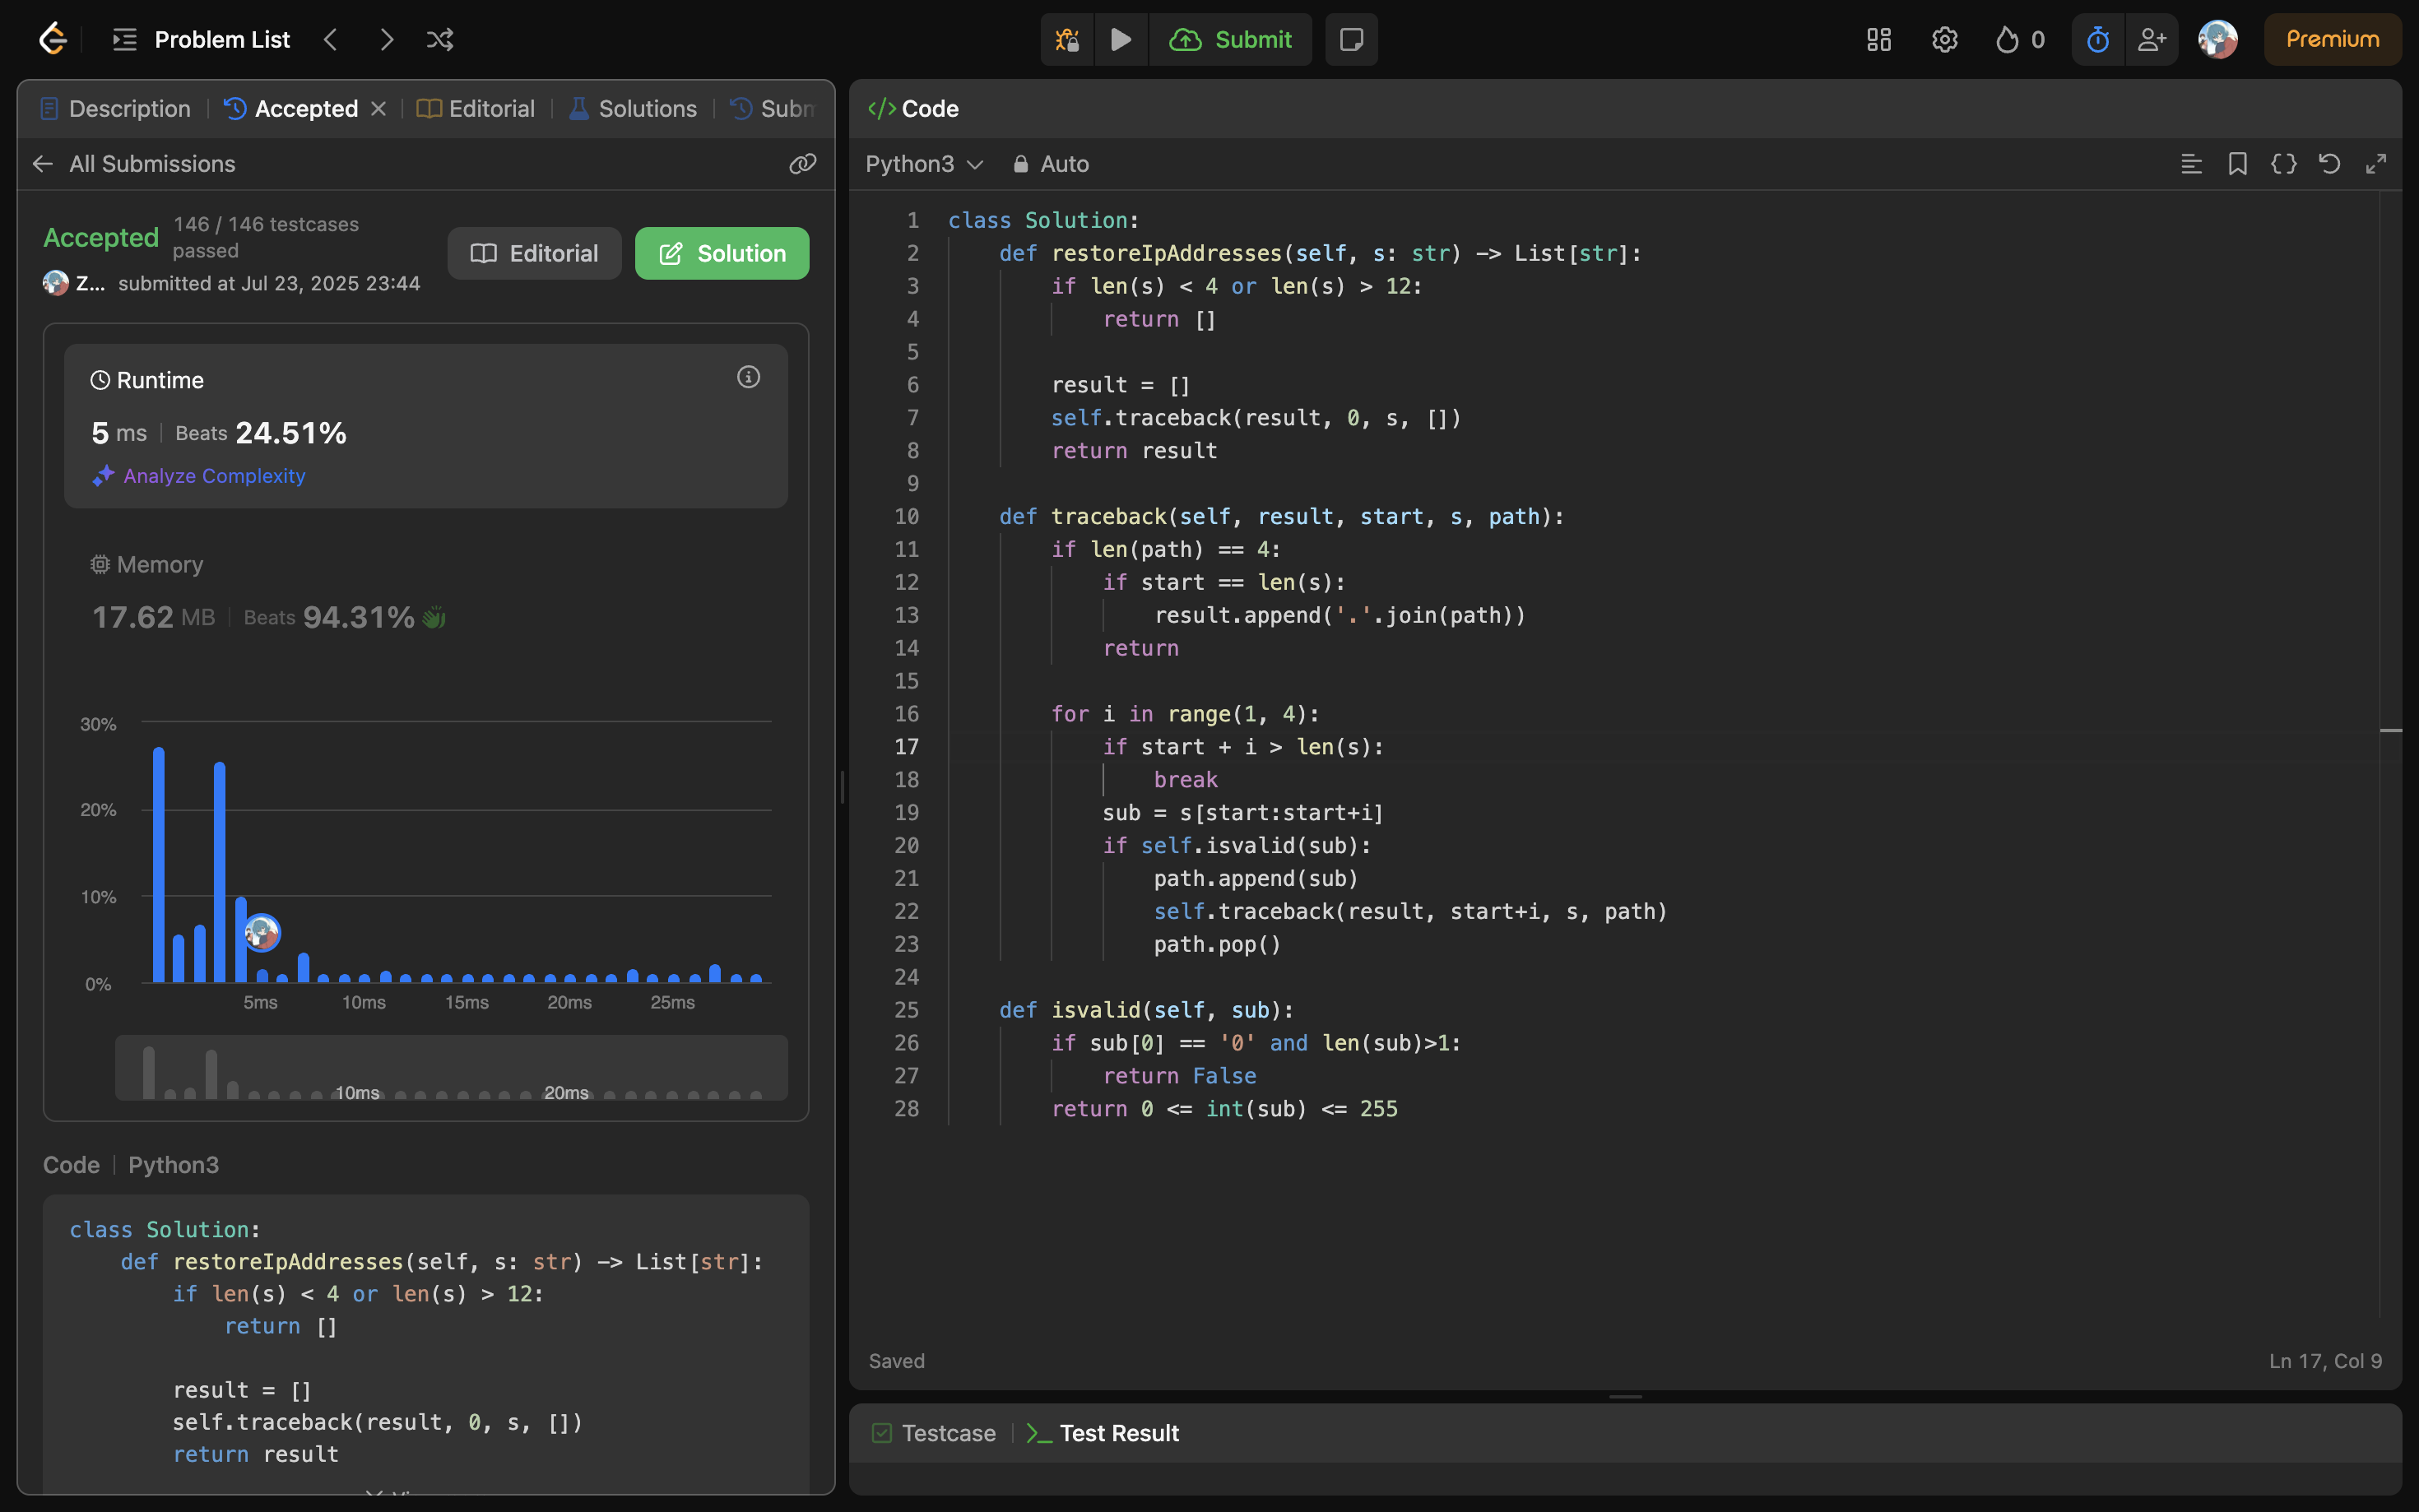 Problem List
Submit
0
Premium
Description
Accepted
Editorial
Solutions
All Submissions
Accepted
146 / 146 testcases
passed
Z... submitted at Jul 23, 2025 23:44
Editorial
Solution
Runtime
5 ms Beats 24.51%
Analyze Complexity
Memory
17.62 MB Beats 94.31%
30%
20%
10%
0%
5ms 10ms 15ms 20ms 25ms
10ms 20ms
Code Python3
class Solution:
    def restoreIpAddresses(self, s: str) -> List[str]:
        if len(s) < 4 or len(s) > 12:
            return []

        result = []
        self.traceback(result, 0, s, [])
        return result
Code
Python3 Auto
1 class Solution:
2     def restoreIpAddresses(self, s: str) -> List[str]:
3         if len(s) < 4 or len(s) > 12:
4             return []
5
6         result = []
7         self.traceback(result, 0, s, [])
8         return result
9
10     def traceback(self, result, start, s, path):
11         if len(path) == 4:
12             if start == len(s):
13                 result.append('.'.join(path))
14             return
15
16         for i in range(1, 4):
17             if start + i > len(s):
18                 break
19             sub = s[start:start+i]
20             if self.isvalid(sub):
21                 path.append(sub)
22                 self.traceback(result, start+i, s, path)
23                 path.pop()
24
25     def isvalid(self, sub):
26         if sub[0] == '0' and len(sub)>1:
27             return False
28         return 0 <= int(sub) <= 255
Saved
Ln 17, Col 9
Testcase
Test Result